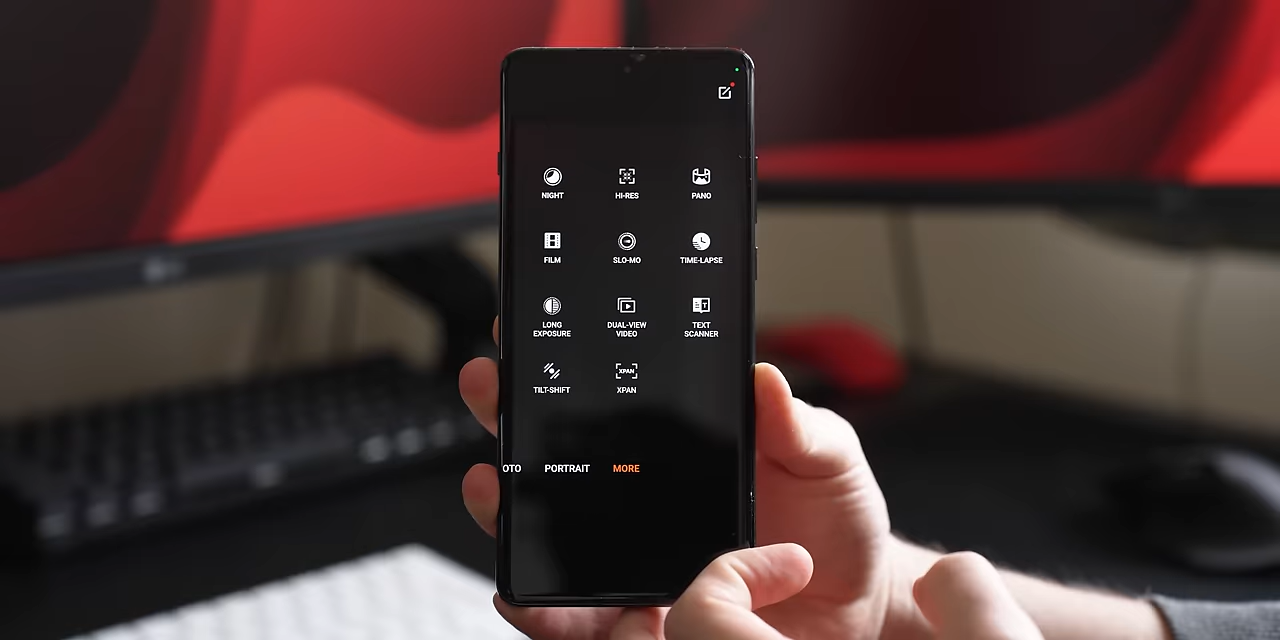 NIGHT
HI-RES
PANO
FILM
SLO-MO
TIME-LAPSE
LONG
EXPOSURE
DUAL-VIEW
VIDEO
TEXT
SCANNER
TILT-SHIFT
XPAN
XPAN
OTO
PORTRAIT
MORE